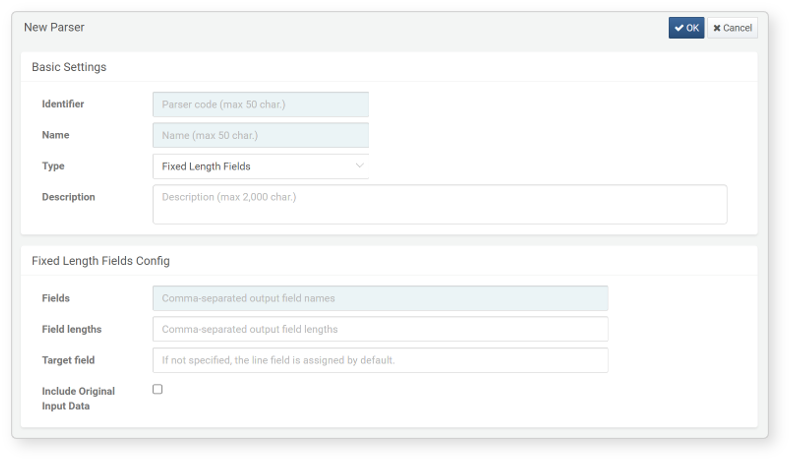 New Parser
OK
Cancel
Basic Settings
Identifier
Parser code (max 50 char.)
Name
Name (max 50 char.)
Type
Fixed Length Fields
Description
Description (max 2,000 char.)
Fixed Length Fields Config
Fields
Comma-separated output field names
Field lengths
Comma-separated output field lengths
Target field
If not specified, the line field is assigned by default.
Include Original
Input Data